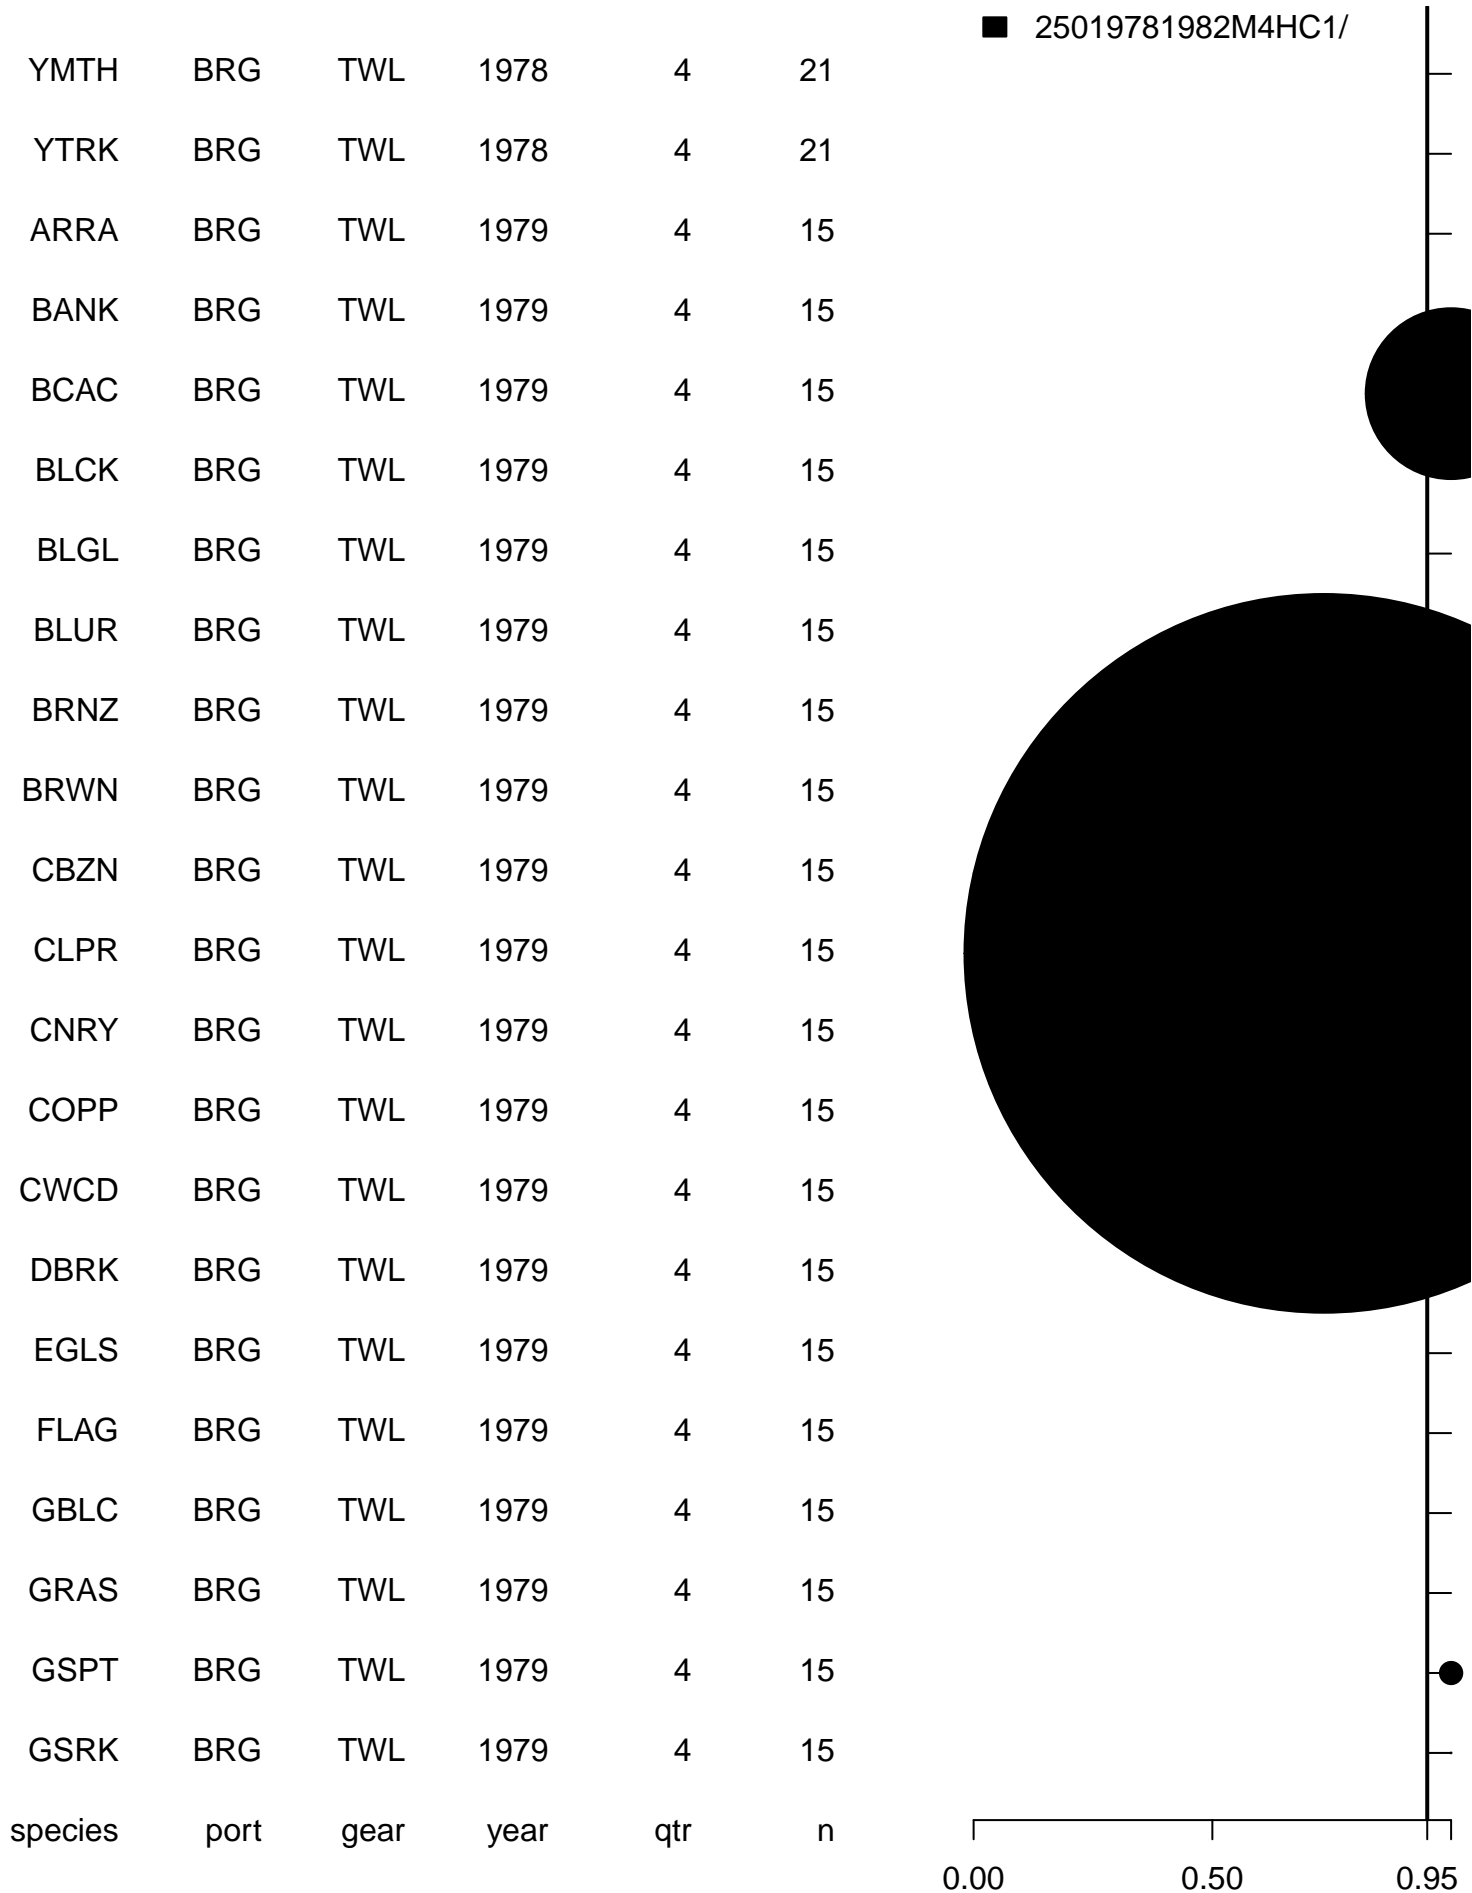 25019781982M4HC1/
YMTH BRG TWL 1978 4 21
YTRK BRG TWL 1978 4 21
ARRA BRG TWL 1979 4 15
BANK BRG TWL 1979 4 15
BCAC BRG TWL 1979 4 15
BLCK BRG TWL 1979 4 15
BLGL BRG TWL 1979 4 15
BLUR BRG TWL 1979 4 15
BRNZ BRG TWL 1979 4 15
BRWN BRG TWL 1979 4 15
CBZN BRG TWL 1979 4 15
CLPR BRG TWL 1979 4 15
CNRY BRG TWL 1979 4 15
COPP BRG TWL 1979 4 15
CWCD BRG TWL 1979 4 15
DBRK BRG TWL 1979 4 15
EGLS BRG TWL 1979 4 15
FLAG BRG TWL 1979 4 15
GBLC BRG TWL 1979 4 15
GRAS BRG TWL 1979 4 15
GSPT BRG TWL 1979 4 15
GSRK BRG TWL 1979 4 15
species port gear year qtr n
0.00 0.50 0.95